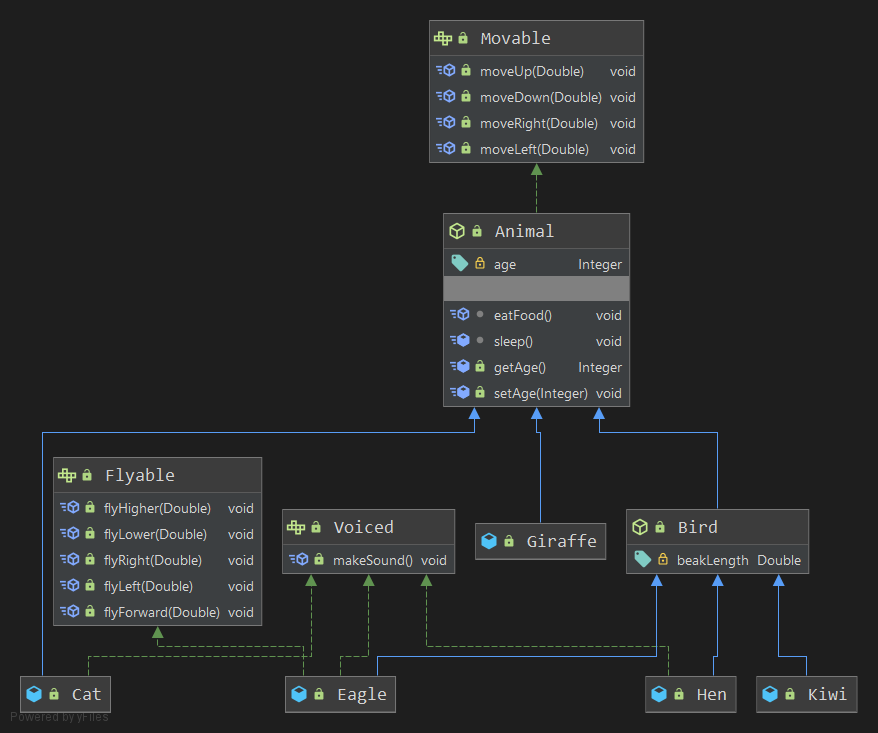 Movable
moveUp(Double) void
moveDown(Double) void
moveRight(Double) void
moveLeft(Double) void
Animal
age Integer
eatFood() void
sleep() void
getAge() Integer
setAge(Integer) void
Flyable
flyHigher(Double) void
flyLower(Double) void
flyRight(Double) void
flyLeft(Double) void
flyForward(Double) void
Voiced
makeSound() void
Giraffe
Bird
beakLength Double
Cat
Eagle
Hen
Kiwi
Powered by yFiles